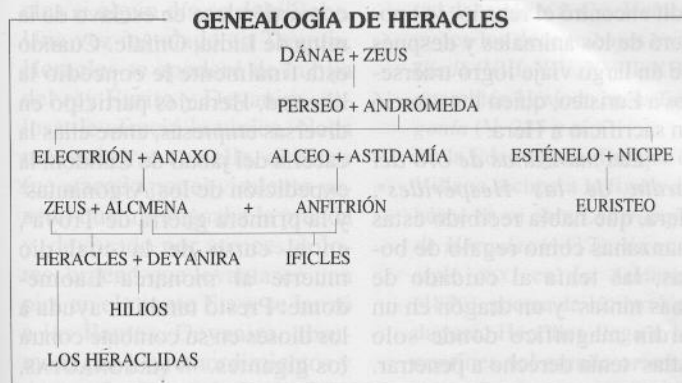 GENEALOGÍA DE HERACLES
DÁNAE + ZEUS
PERSEO + ANDRÓMEDA
ELECTRIÓN + ANAXO ALCEO + ASTIDAMÍA ESTÉNELO + NICIPE
ZEUS + ALCMENA + ANFITRIÓN EURISTEO
HERACLES + DEYANIRA IFICLES
HILIOS
LOS HERACLIDAS